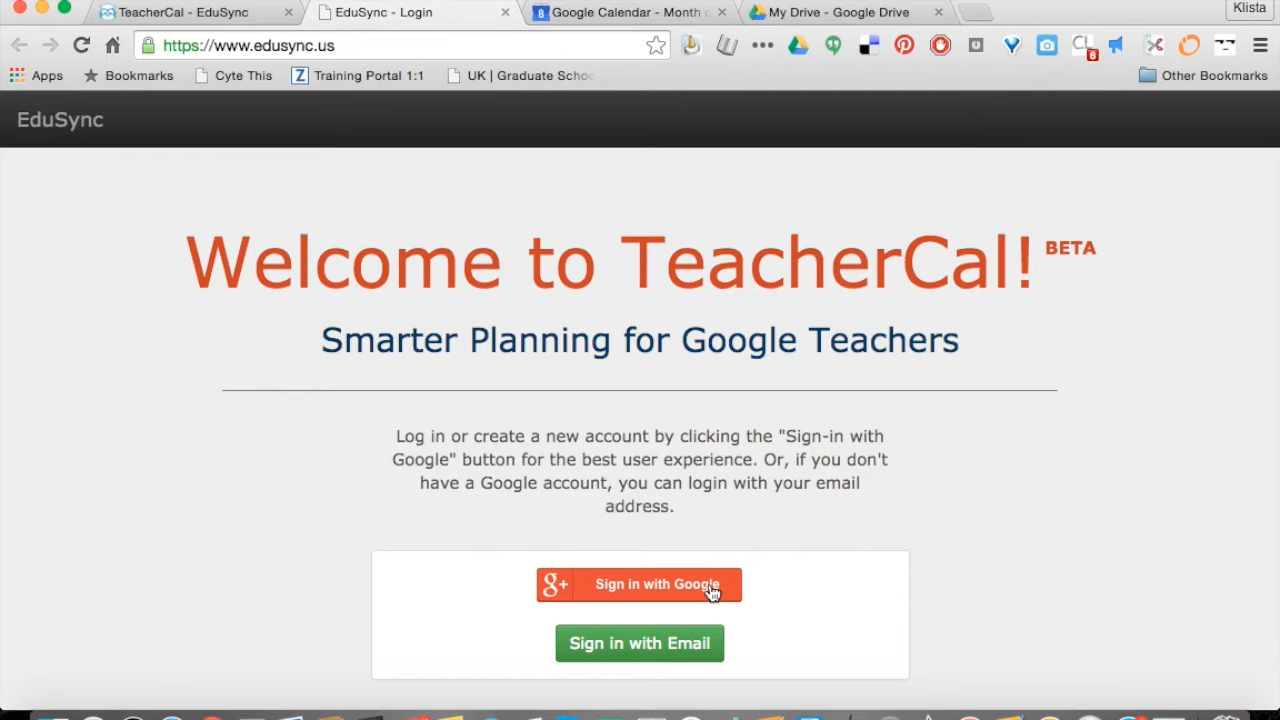 TeacherCal - EduSync
EduSync - Login
8 Google Calendar - Month o
My Drive - Google Drive
Klista
https://www.edusync.us
CL 6
Apps
Bookmarks
Cyte This
Z Training Portal 1:1
UK | Graduate Schoo
Other Bookmarks
EduSync
Welcome to TeacherCal! BETA
Smarter Planning for Google Teachers
Log in or create a new account by clicking the "Sign-in with
Google" button for the best user experience. Or, if you don't
have a Google account, you can login with your email
address.
g+ Sign in with Google
Sign in with Email